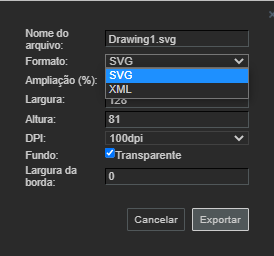 Nome do arquivo: Drawing1.svg
Formato: SVG
SVG
XML
Ampliação (%):
Largura: 128
Altura: 81
DPI: 100dpi
Fundo: Transparente
Largura da borda: 0
Cancelar Exportar